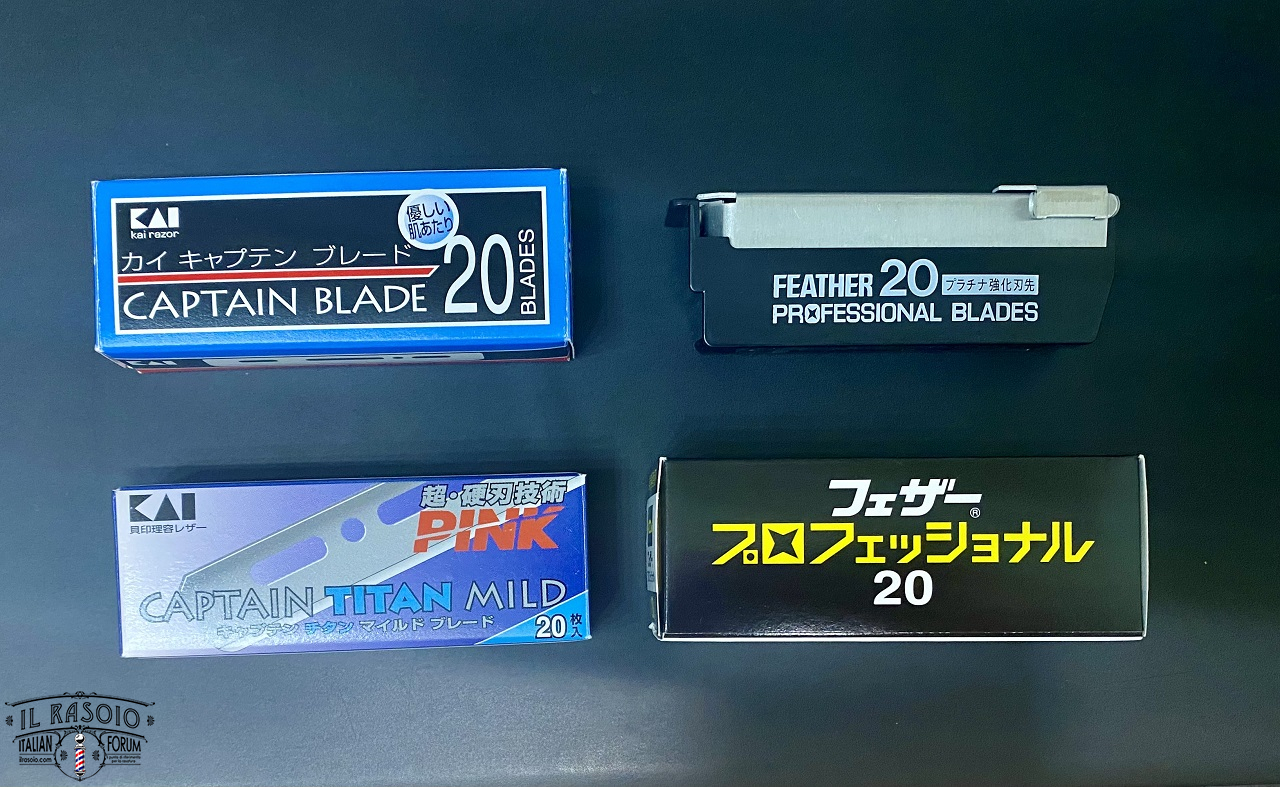 KAI
kai razor
優しい
肌あたり
カイ キャプテン ブレード
CAPTAIN BLADE
20
BLADES
FEATHER 20 プラチナ強化刃先
PROFESSIONAL BLADES
KAI
貝印理容レザー
超・硬刃技術
PINK
CAPTAIN TITAN MILD
キャプテン チタン マイルド ブレード
20枚入
フェザー®
プロフェッショナル
20
IL RASOIO
ITALIAN FORUM
ilrasoio.com